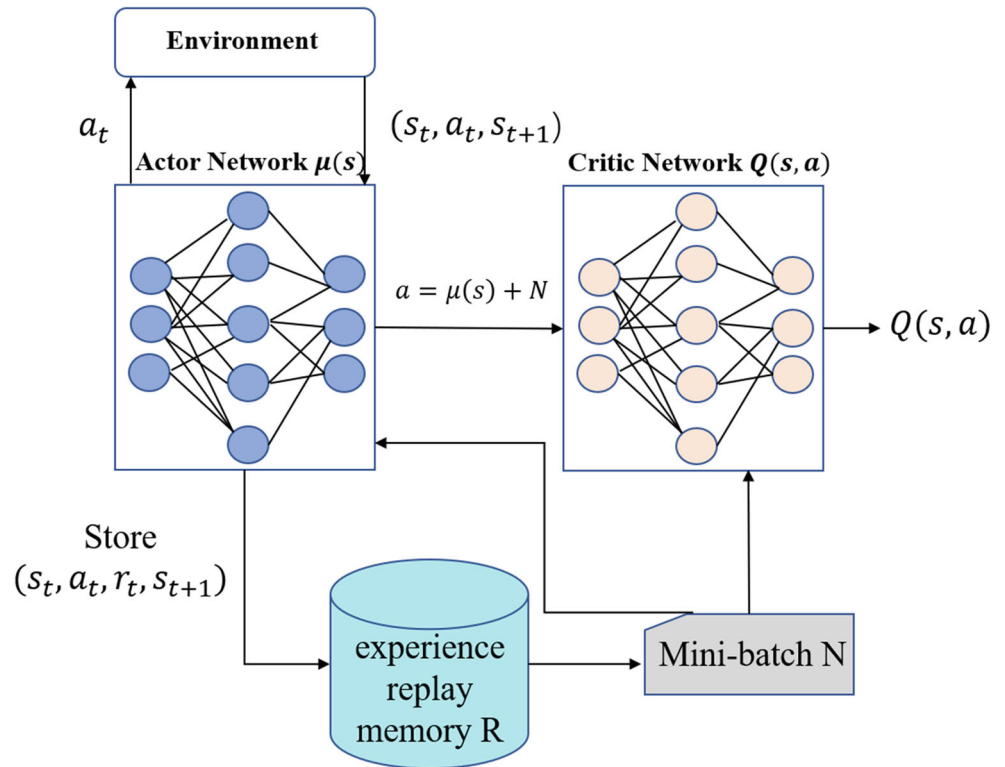 Environment
a_t
(s_t, a_t, s_{t+1})
Actor Network μ(s)
Critic Network Q(s, a)
a = μ(s) + N
Q(s, a)
Store
(s_t, a_t, r_t, s_{t+1})
experience
replay
memory R
Mini-batch N